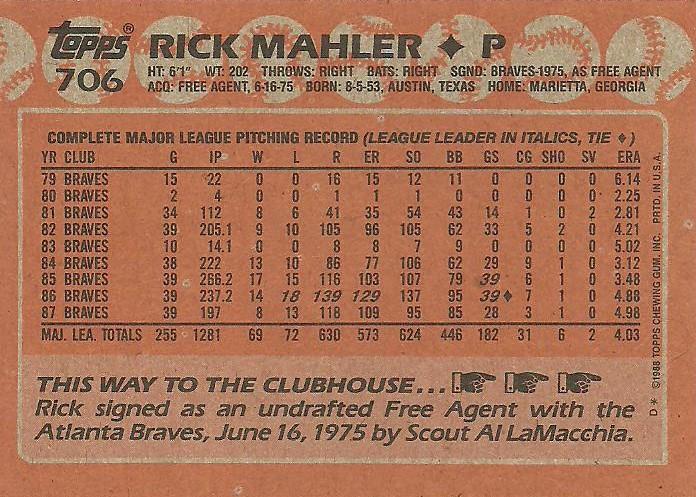 topps® RICK MAHLER ♦ P
706 HT: 6'1" WT: 202 THROWS: RIGHT BATS: RIGHT SGND: BRAVES-1975, AS FREE AGENT
ACQ: FREE AGENT, 6-16-75 BORN: 8-5-53, AUSTIN, TEXAS HOME: MARIETTA, GEORGIA
COMPLETE MAJOR LEAGUE PITCHING RECORD (LEAGUE LEADER IN ITALICS, TIE ♦)
YR CLUB G IP W L R ER SO BB GS CG SHO SV ERA
79 BRAVES 15 22 0 0 16 15 12 11 0 0 0 0 6.14
80 BRAVES 2 4 0 0 1 1 1 0 0 0 0 0 2.25
81 BRAVES 34 112 8 6 41 35 54 43 14 1 0 2 2.81
82 BRAVES 39 205.1 9 10 105 96 105 62 33 5 2 0 4.21
83 BRAVES 10 14.1 0 0 8 8 7 9 0 0 0 0 5.02
84 BRAVES 38 222 13 10 86 77 106 62 29 9 1 0 3.12
85 BRAVES 39 266.2 17 15 116 103 107 79 39 6 1 0 3.48
86 BRAVES 39 237.2 14 18 139 129 137 95 39♦ 7 1 0 4.88
87 BRAVES 39 197 8 13 118 109 95 85 28 3 1 0 4.98
MAJ. LEA. TOTALS 255 1281 69 72 630 573 624 446 182 31 6 2 4.03
THIS WAY TO THE CLUBHOUSE...
Rick signed as an undrafted Free Agent with the
Atlanta Braves, June 16, 1975 by Scout Al LaMacchia.
D* ©1988 TOPPS CHEWING GUM, INC. PRTD. IN U.S.A.